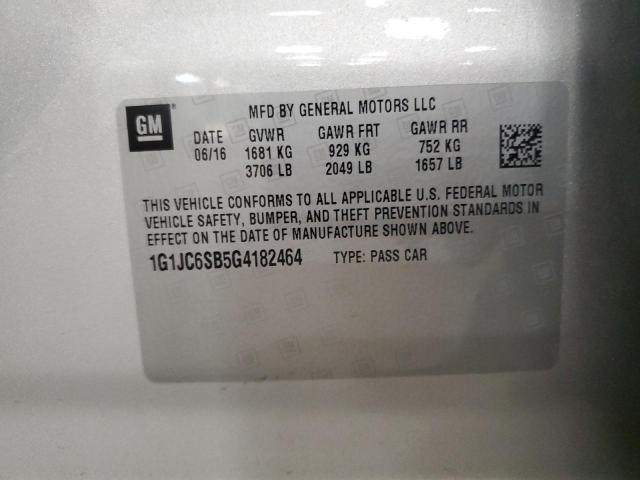 MFD BY GENERAL MOTORS LLC
GM
DATE GVWR GAWR FRT GAWR RR
06/16 1681 KG 929 KG 752 KG
3706 LB 2049 LB 1657 LB
THIS VEHICLE CONFORMS TO ALL APPLICABLE U.S. FEDERAL MOTOR
VEHICLE SAFETY, BUMPER, AND THEFT PREVENTION STANDARDS IN
EFFECT ON THE DATE OF MANUFACTURE SHOWN ABOVE.
1G1JC6SB5G4182464 TYPE: PASS CAR